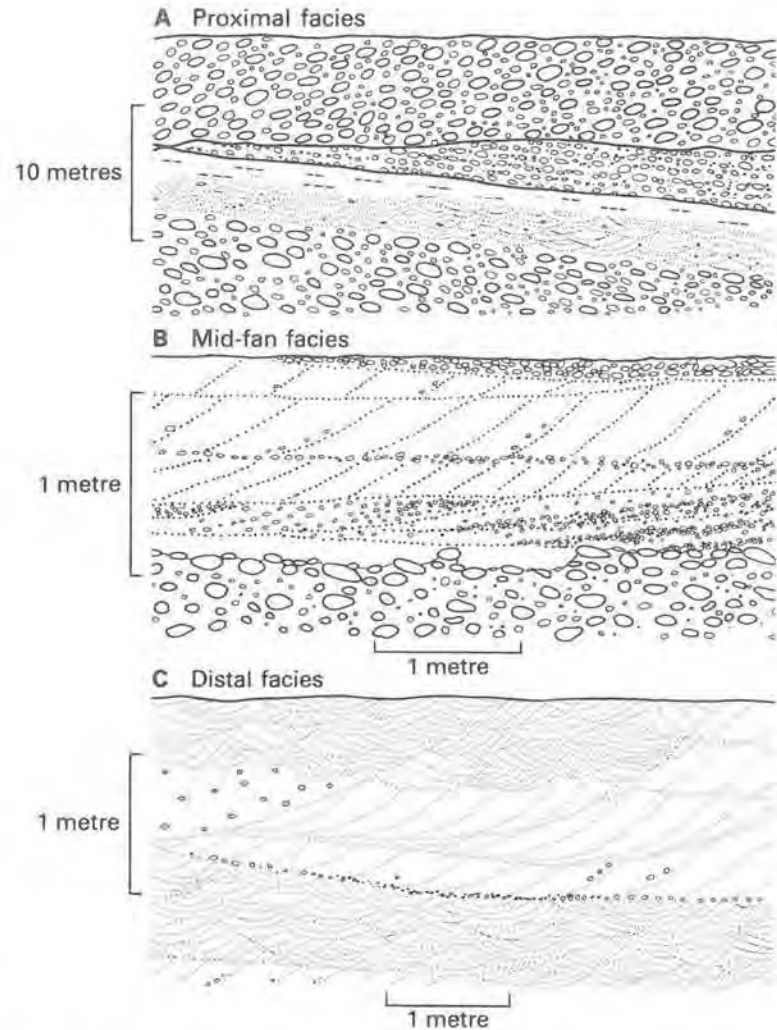 A Proximal facies
10 metres
B Mid-fan facies
1 metre
1 metre
C Distal facies
1 metre
1 metre